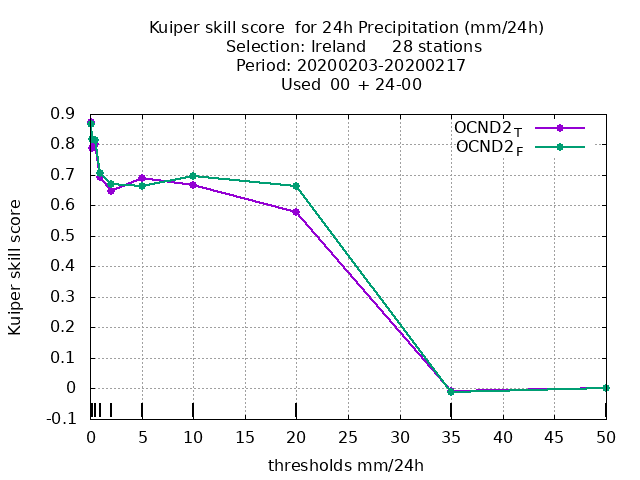 Kuiper skill score  for 24h Precipitation (mm/24h)
Selection: Ireland     28 stations
Period: 20200203-20200217
Used  00 + 24-00
OCND2T
OCND2F
Kuiper skill score
0.9
0.8
0.7
0.6
0.5
0.4
0.3
0.2
0.1
0
-0.1
0 5 10 15 20 25 30 35 40 45 50
thresholds mm/24h